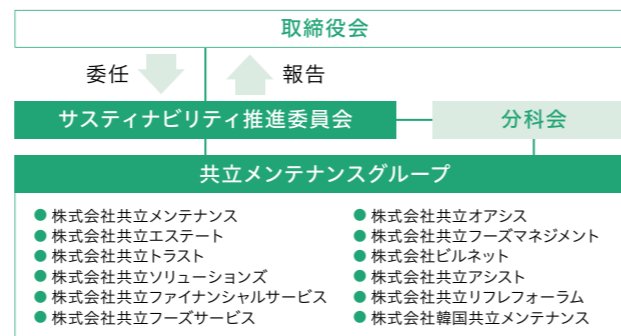 取締役会
委任
報告
サスティナビリティ推進委員会
分科会
共立メンテナンスグループ
● 株式会社共立メンテナンス
● 株式会社共立エステート
● 株式会社共立トラスト
● 株式会社共立ソリューションズ
● 株式会社共立ファイナンシャルサービス
● 株式会社共立フーズサービス
● 株式会社共立オアシス
● 株式会社共立フーズマネジメント
● 株式会社ビルネット
● 株式会社共立アシスト
● 株式会社共立リフレフォーラム
● 株式会社韓国共立メンテナンス